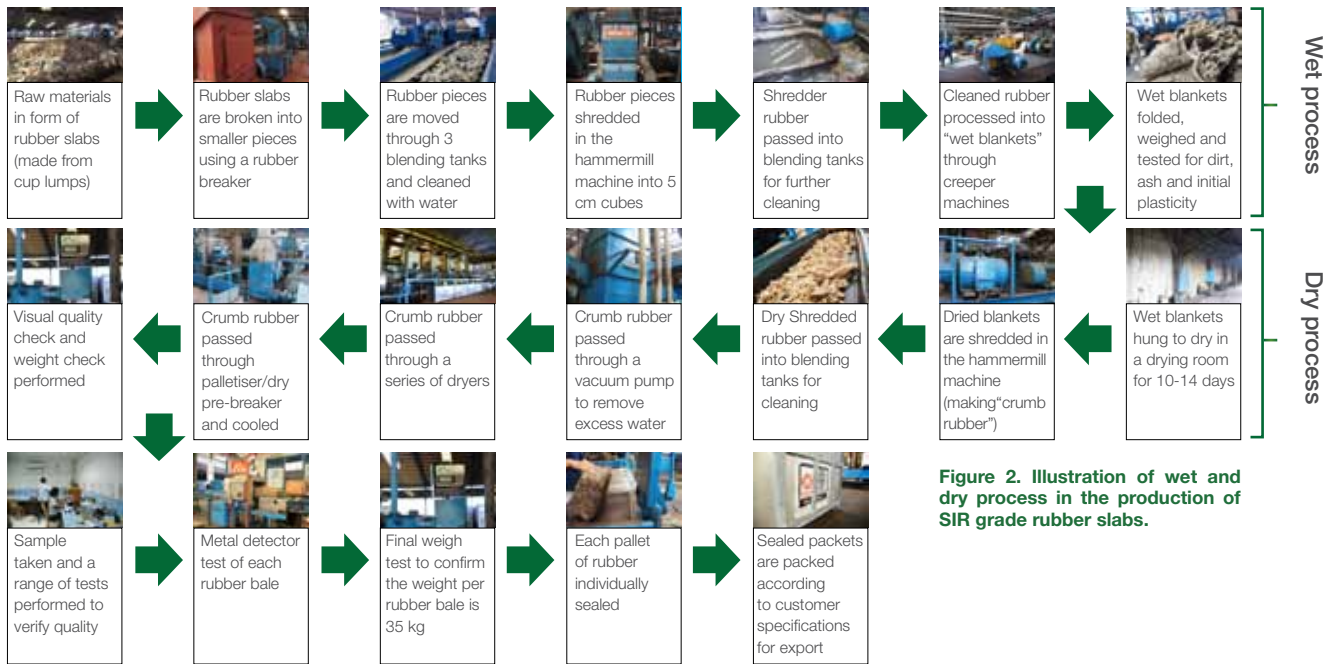 Raw materials
in form of
rubber slabs
(made from
cup lumps)
Rubber slabs
are broken into
smaller pieces
using a rubber
breaker
Rubber pieces
are moved
through 3
blending tanks
and cleaned
with water
Rubber pieces
shredded
in the
hammermill
machine into 5
cm cubes
Shredder
rubber
passed into
blending tanks
for further
cleaning
Cleaned rubber
processed into
“wet blankets”
through
creeper
machines
Wet blankets
folded,
weighed and
tested for dirt,
ash and initial
plasticity
Wet process
Wet blankets
hung to dry in
a drying room
for 10-14 days
Dried blankets
are shredded in
the hammermill
machine
(making“crumb
rubber”)
Dry Shredded
rubber passed
into blending
tanks for
cleaning
Crumb rubber
passed
through a
vacuum pump
to remove
excess water
Crumb rubber
passed
through a
series of dryers
Crumb rubber
passed
through
palletiser/dry
pre-breaker
and cooled
Visual quality
check and
weight check
performed
Dry process
Sample
taken and a
range of tests
performed to
verify quality
Metal detector
test of each
rubber bale
Final weigh
test to confirm
the weight per
rubber bale is
35 kg
Each pallet
of rubber
individually
sealed
Sealed packets
are packed
according
to customer
specifications
for export
Figure 2. Illustration of wet and
dry process in the production of
SIR grade rubber slabs.